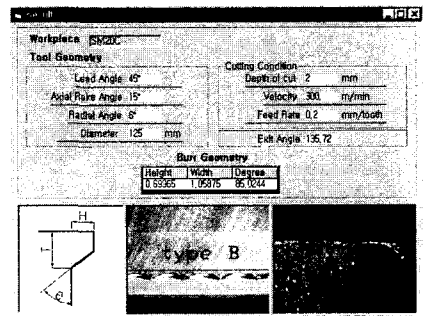 Workpiece SM20C
Tool Geometry
Lead Angle 45°
Axial Rake Angle 15°
Radial Angle 6°
Diameter 125 mm
Cutting Condition
Depth of cut 2 mm
Velocity 300, m/min
Feed Rate 0,2 mm/tooth
Exit Angle 135,72
Burr Geometry
Height Width Degree
0.69365 1.05875 85.0244
H
T
θ
type B